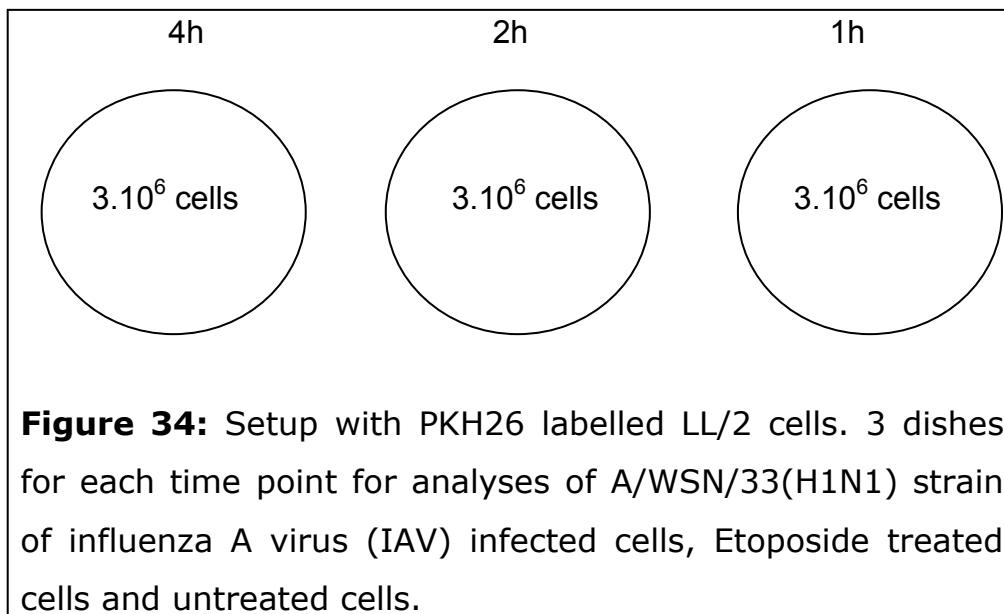 4h 2h 1h
3.10⁶ cells 3.10⁶ cells 3.10⁶ cells
Figure 34: Setup with PKH26 labelled LL/2 cells. 3 dishes
for each time point for analyses of A/WSN/33(H1N1) strain
of influenza A virus (IAV) infected cells, Etoposide treated
cells and untreated cells.